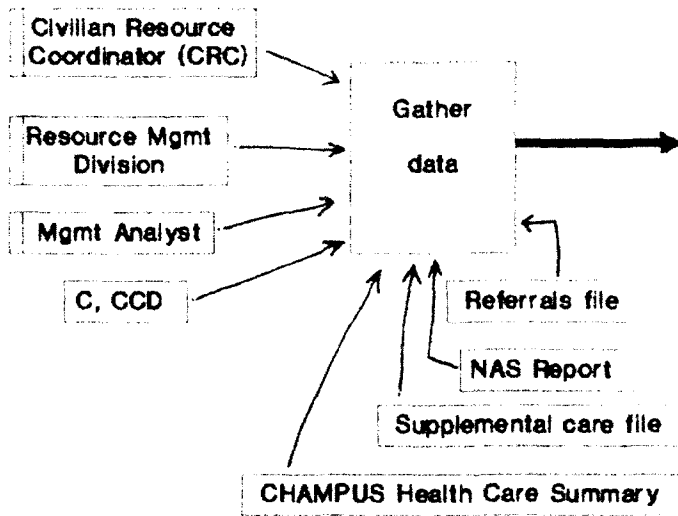 Civilian Resource
Coordinator (CRC)
Gather
data
Resource Mgmt
Division
Mgmt Analyst
C, CCD
Referrals file
NAS Report
Supplemental care file
CHAMPUS Health Care Summary